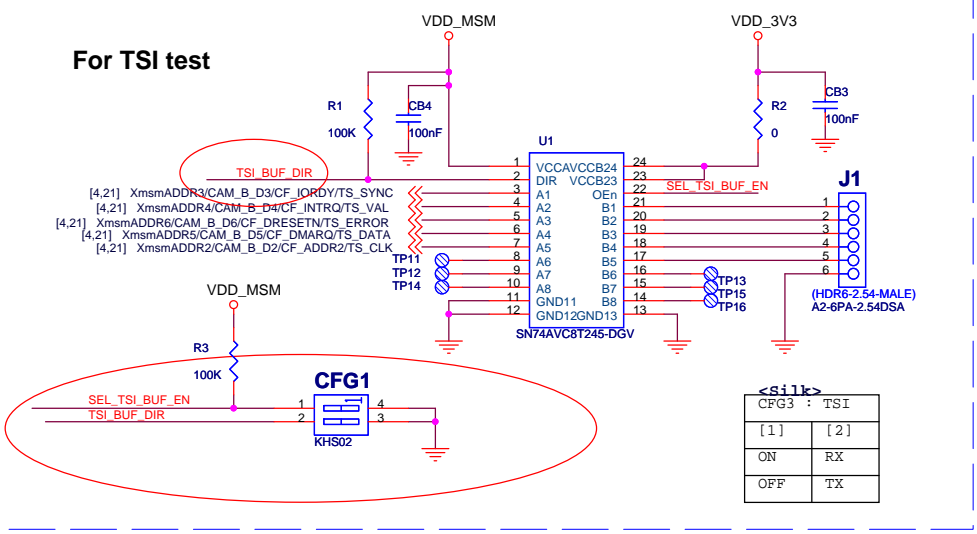 VDD_MSM
VDD_3V3
For TSI test
R1
100K
CB4
100nF
R2
0
CB3
100nF
U1
TSI_BUF_DIR
1 VCCA VCCB24 24
2 DIR VCCB23 23
3 A1 OEn 22 SEL_TSI_BUF_EN
4 A2 B1 21
5 A3 B2 20
6 A4 B3 19
7 A5 B4 18
8 A6 B5 17
9 A7 B6 16
10 A8 B7 15
11 GND11 B8 14
12 GND12 GND13 13
SN74AVC8T245-DGV
[4,21] XmsmADDR3/CAM_B_D3/CF_IORDY/TS_SYNC
[4,21] XmsmADDR4/CAM_B_D4/CF_INTRQ/TS_VAL
[4,21] XmsmADDR6/CAM_B_D6/CF_DRESETN/TS_ERROR
[4,21] XmsmADDR5/CAM_B_D5/CF_DMARQ/TS_DATA
[4,21] XmsmADDR2/CAM_B_D2/CF_ADDR2/TS_CLK
TP11
TP12
TP14
TP13
TP15
TP16
J1
1
2
3
4
5
6
(HDR6-2.54-MALE)
A2-6PA-2.54DSA
VDD_MSM
R3
100K
CFG1
SEL_TSI_BUF_EN 1 4
TSI_BUF_DIR 2 3
1
KHS02
<Silk>
CFG3 : TSI
[1] [2]
ON RX
OFF TX